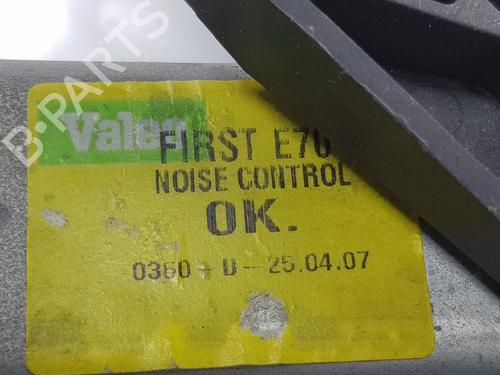 B-PARTS
Valeo
FIRST E70
NOISE CONTROL
OK.
0360 - D - 25.04.07